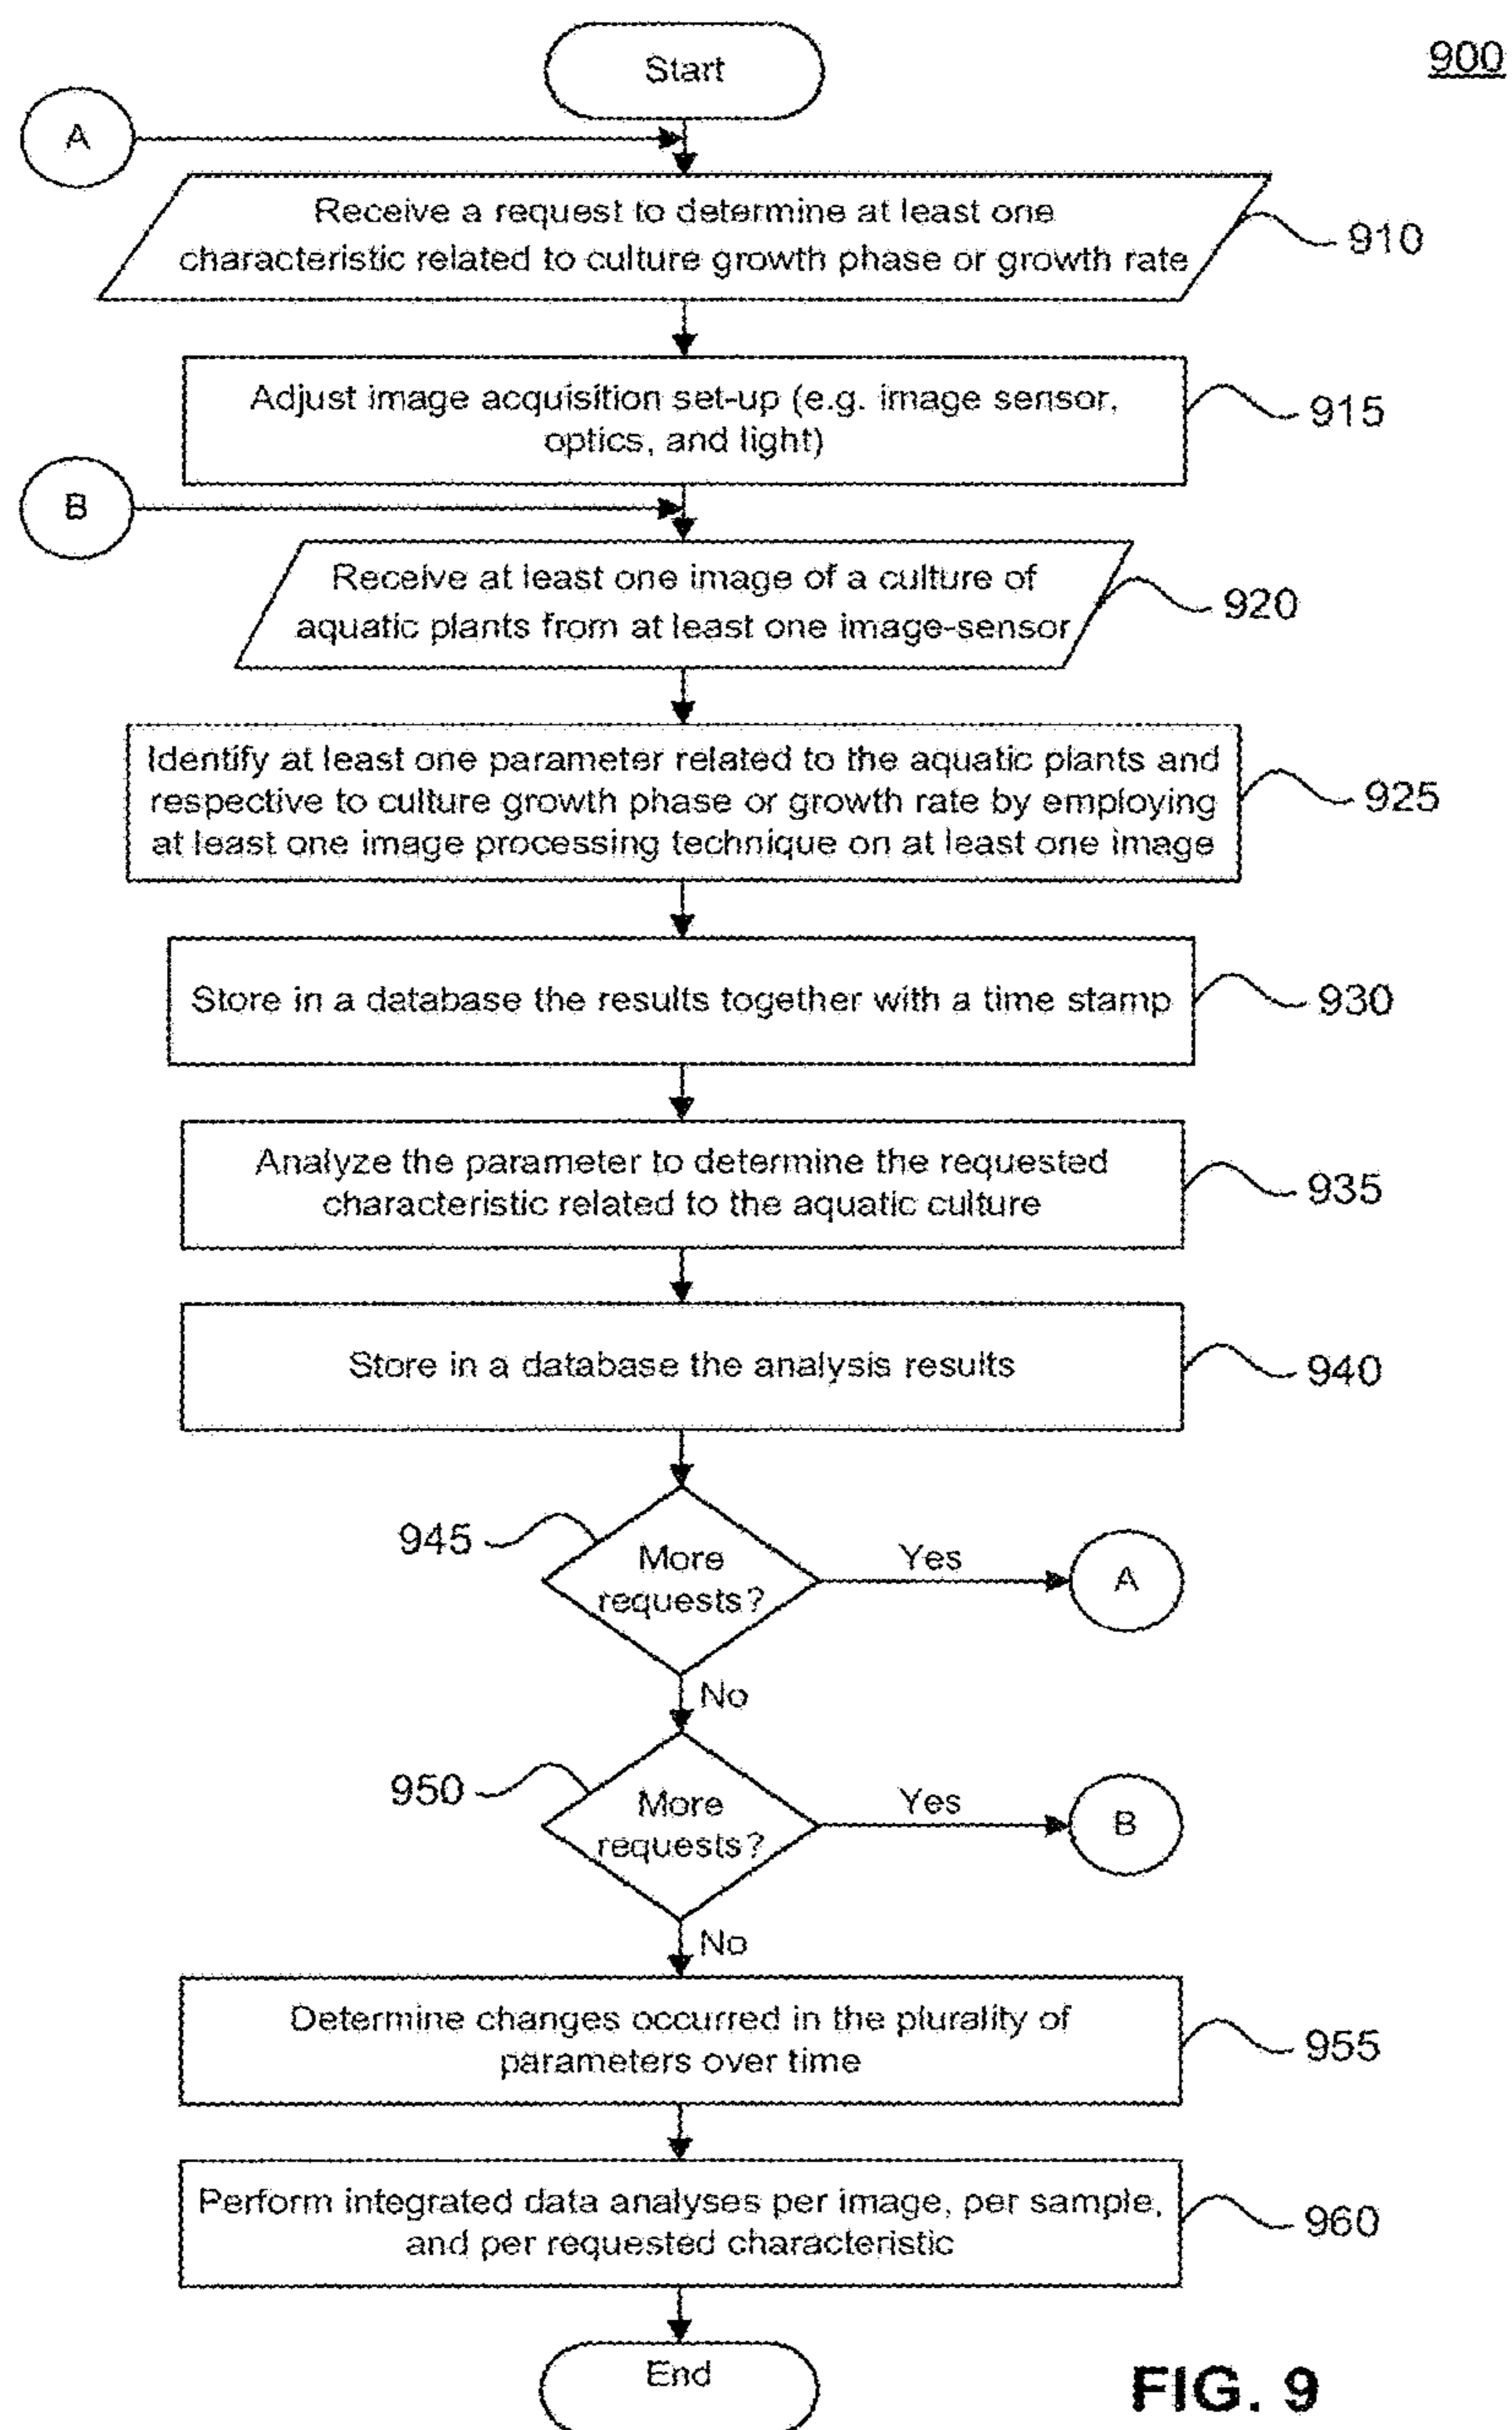 900
Start
A
Receive a request to determine at least one
characteristic related to culture growth phase or growth rate
910
Adjust image acquisition set-up (e.g. image sensor,
optics, and light)
915
B
Receive at least one image of a culture of
aquatic plants from at least one image-sensor
920
Identify at least one parameter related to the aquatic plants and
respective to culture growth phase or growth rate by employing
at least one image processing technique on at least one image
925
Store in a database the results together with a time stamp
930
Analyze the parameter to determine the requested
characteristic related to the aquatic culture
935
Store in a database the analysis results
940
945
More
requests?
Yes
A
No
950
More
requests?
Yes
B
No
Determine changes occurred in the plurality of
parameters over time
955
Perform integrated data analyses per image, per sample,
and per requested characteristic
960
End
FIG. 9